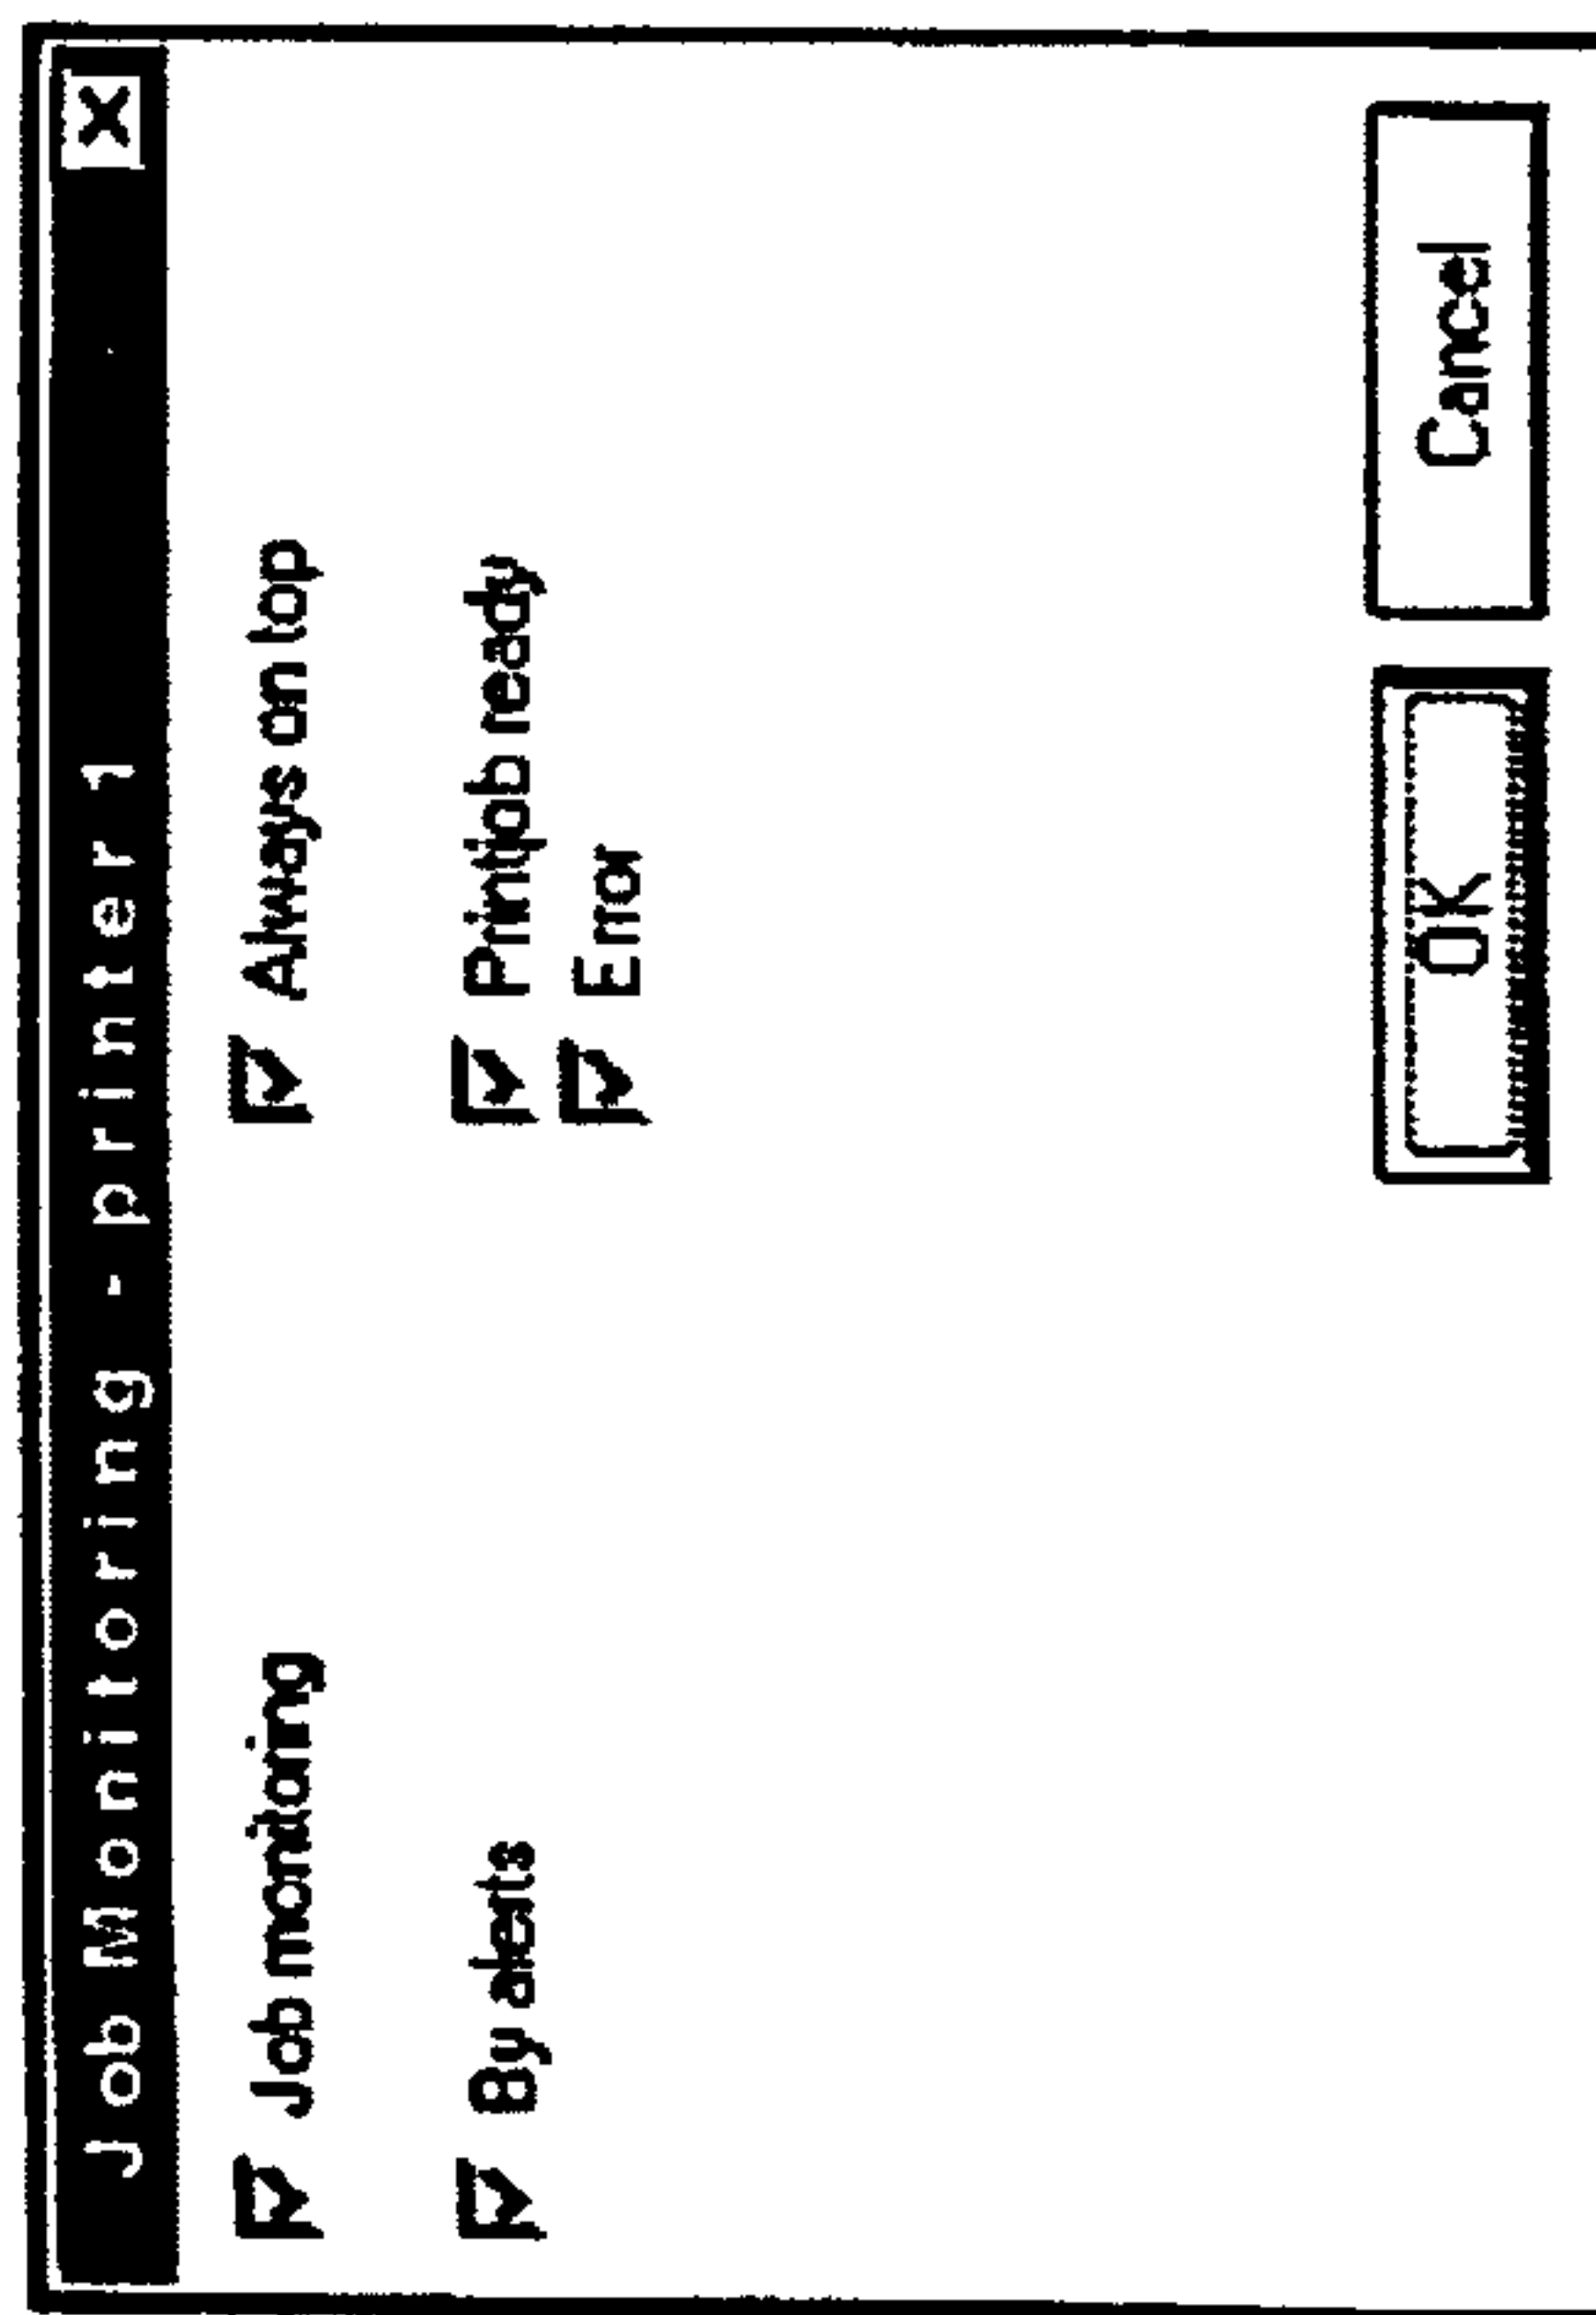 Job Monitoring - printer 1 X
Job monitoring Always on top
By alerts Printjob ready
Error
OK Cancel